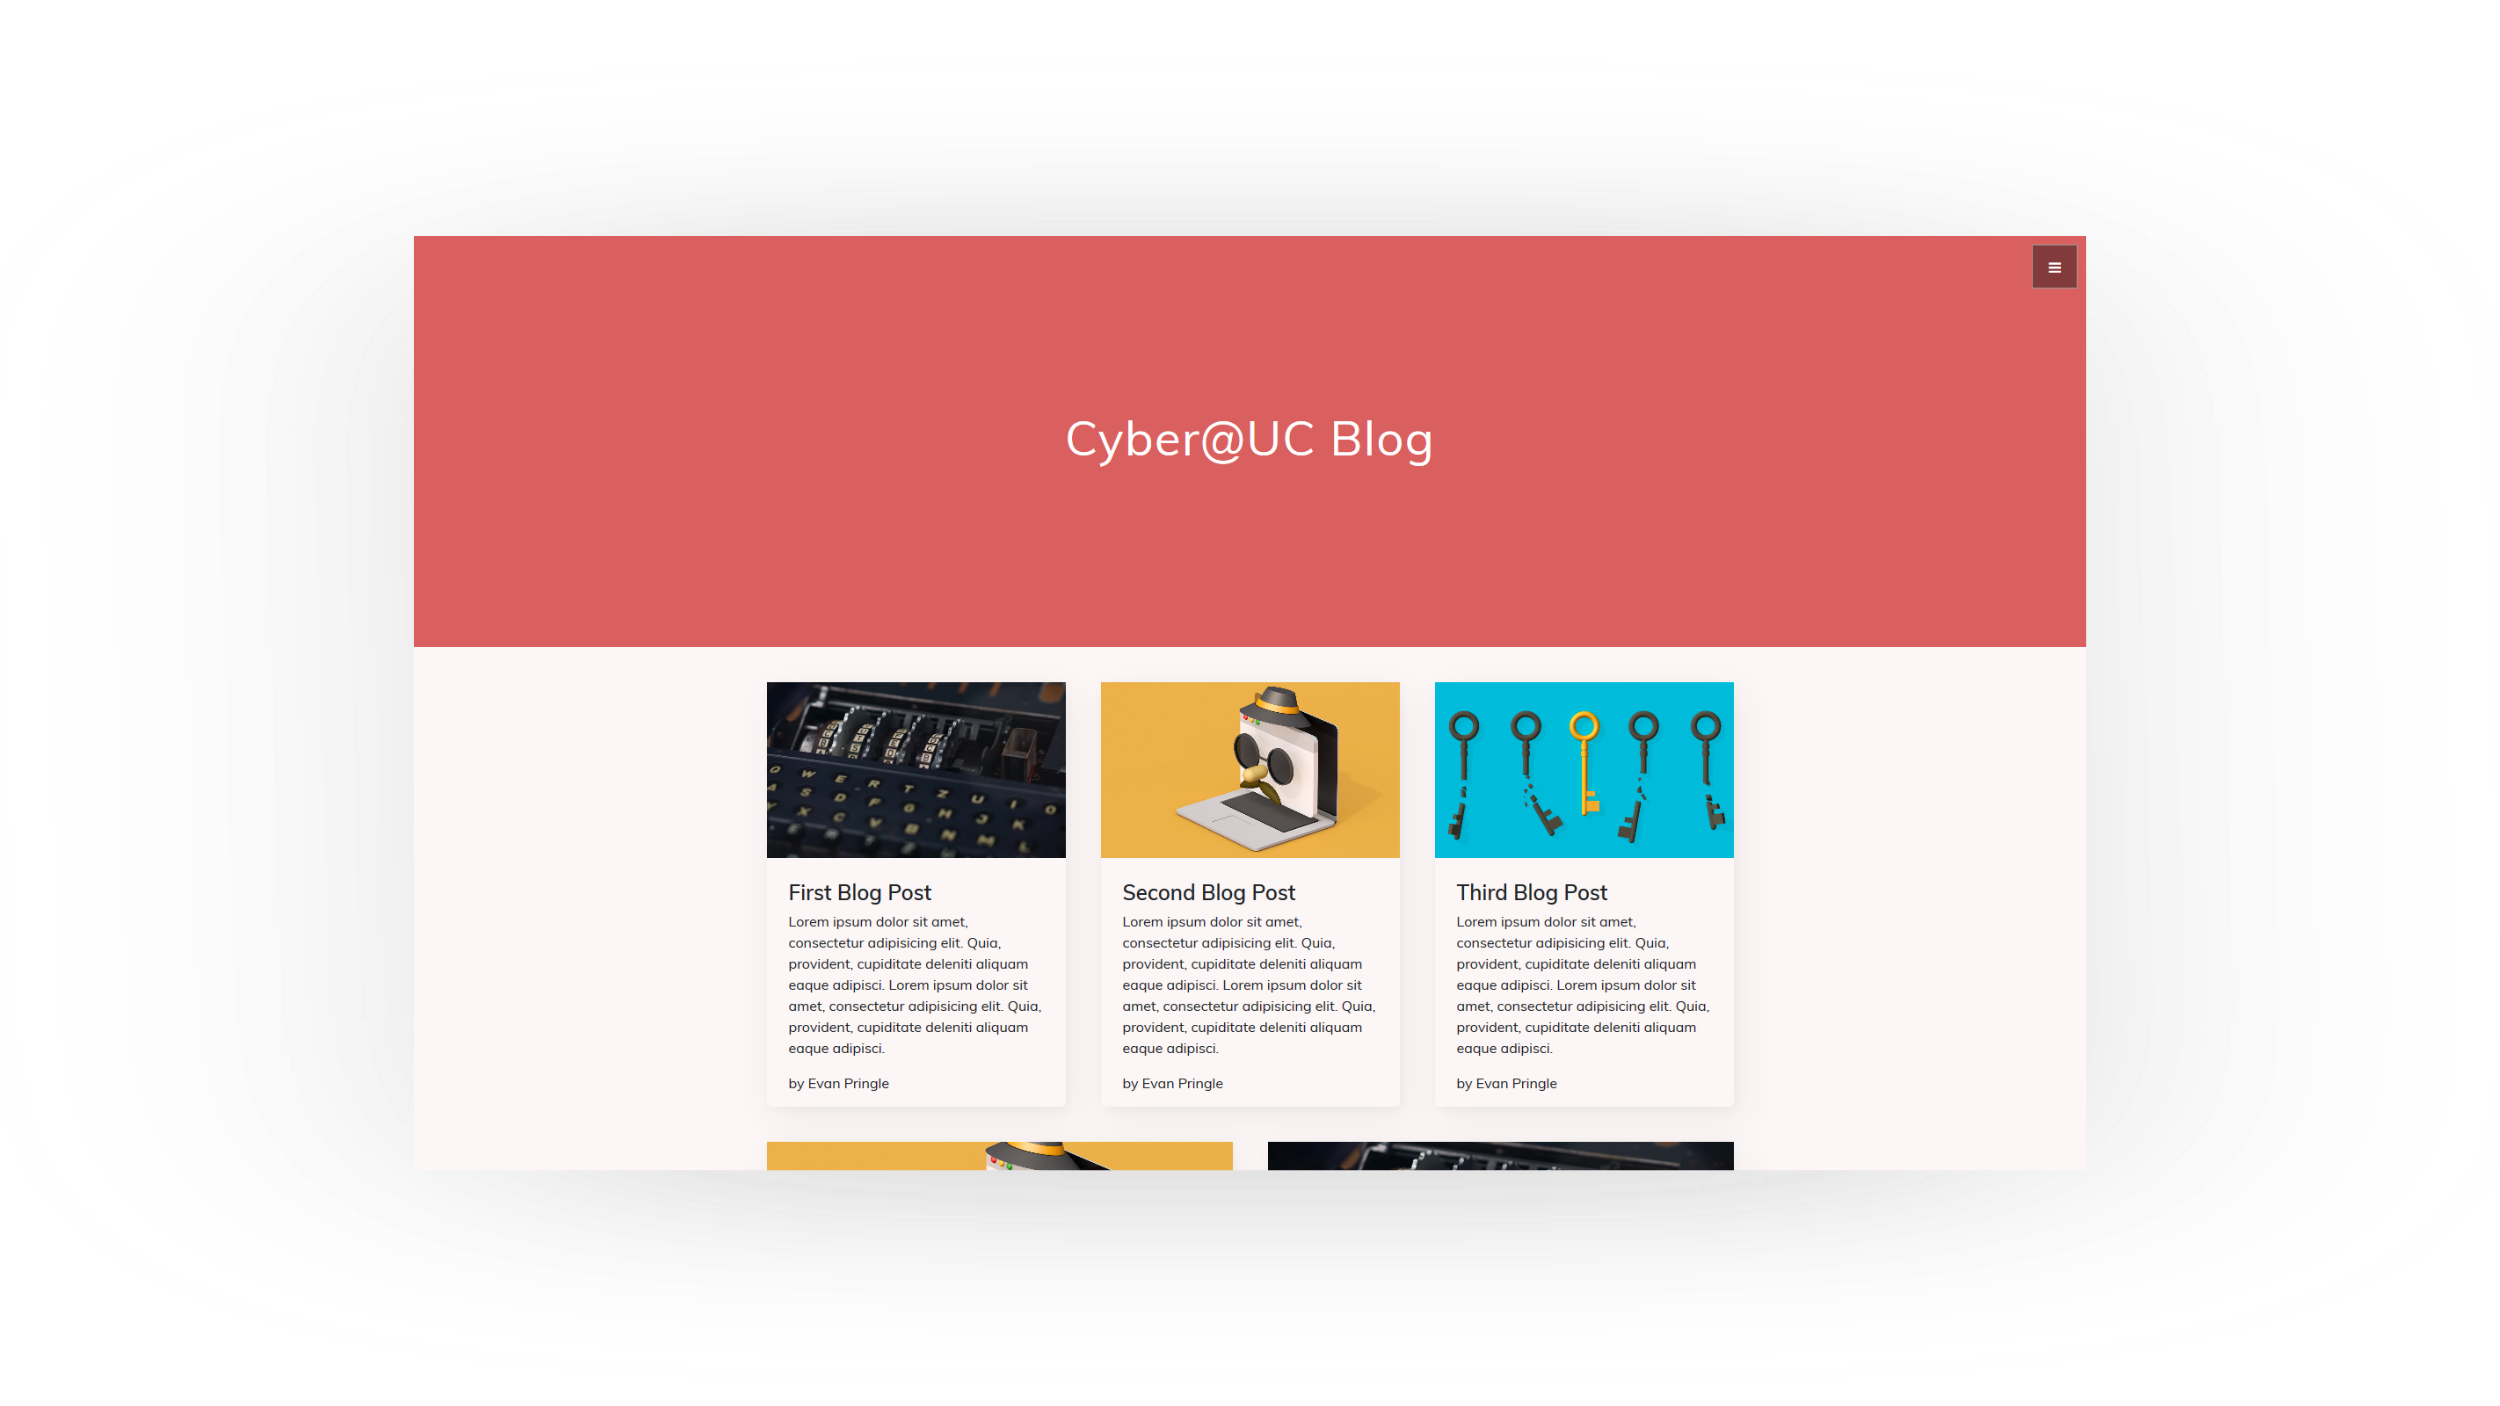 Cyber@UC Blog
Q W E R T Z U I O
A S D F G H J K
Y X C V B N M L
First Blog Post
Lorem ipsum dolor sit amet,
consectetur adipisicing elit. Quia,
provident, cupiditate deleniti aliquam
eaque adipisci. Lorem ipsum dolor sit
amet, consectetur adipisicing elit. Quia,
provident, cupiditate deleniti aliquam
eaque adipisci.
by Evan Pringle
Second Blog Post
Lorem ipsum dolor sit amet,
consectetur adipisicing elit. Quia,
provident, cupiditate deleniti aliquam
eaque adipisci. Lorem ipsum dolor sit
amet, consectetur adipisicing elit. Quia,
provident, cupiditate deleniti aliquam
eaque adipisci.
by Evan Pringle
Third Blog Post
Lorem ipsum dolor sit amet,
consectetur adipisicing elit. Quia,
provident, cupiditate deleniti aliquam
eaque adipisci. Lorem ipsum dolor sit
amet, consectetur adipisicing elit. Quia,
provident, cupiditate deleniti aliquam
eaque adipisci.
by Evan Pringle